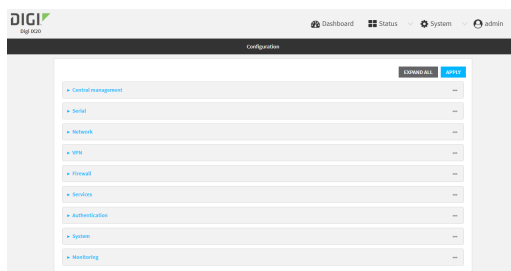 DIGI
Digi IX20
Dashboard Status System admin
Configuration
EXPAND ALL APPLY
Central management
Serial
Network
VPN
Firewall
Services
Authentication
System
Monitoring